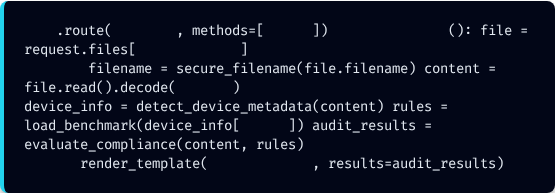 .route( , methods=[ ]) (): file =
request.files[ ]
filename = secure_filename(file.filename) content =
file.read().decode( )
device_info = detect_device_metadata(content) rules =
load_benchmark(device_info[ ]) audit_results =
evaluate_compliance(content, rules)
render_template( , results=audit_results)